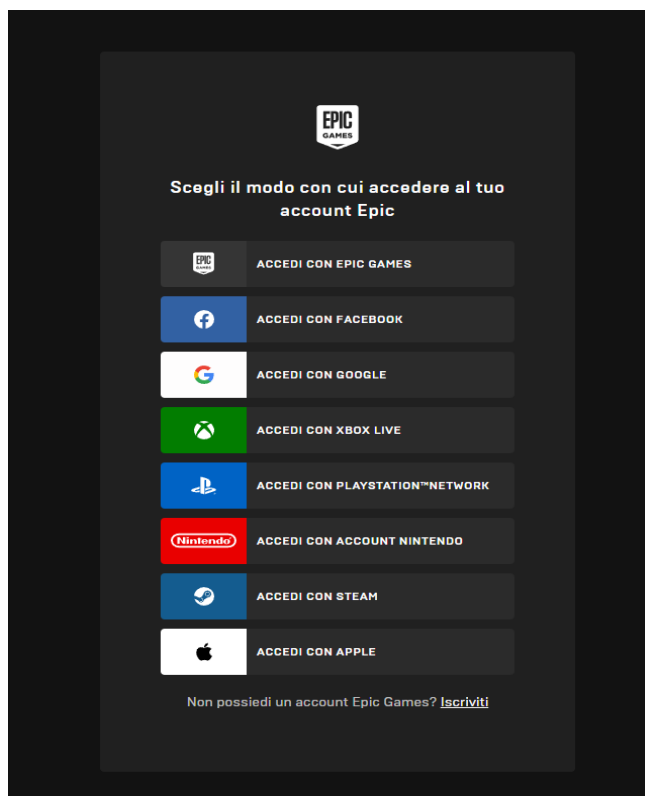 EPIC
GAMES
Scegli il modo con cui accedere al tuo
account Epic
EPIC
GAMES
ACCEDI CON EPIC GAMES
ACCEDI CON FACEBOOK
ACCEDI CON GOOGLE
ACCEDI CON XBOX LIVE
ACCEDI CON PLAYSTATION™NETWORK
Nintendo
ACCEDI CON ACCOUNT NINTENDO
ACCEDI CON STEAM
ACCEDI CON APPLE
Non possiedi un account Epic Games? Iscriviti